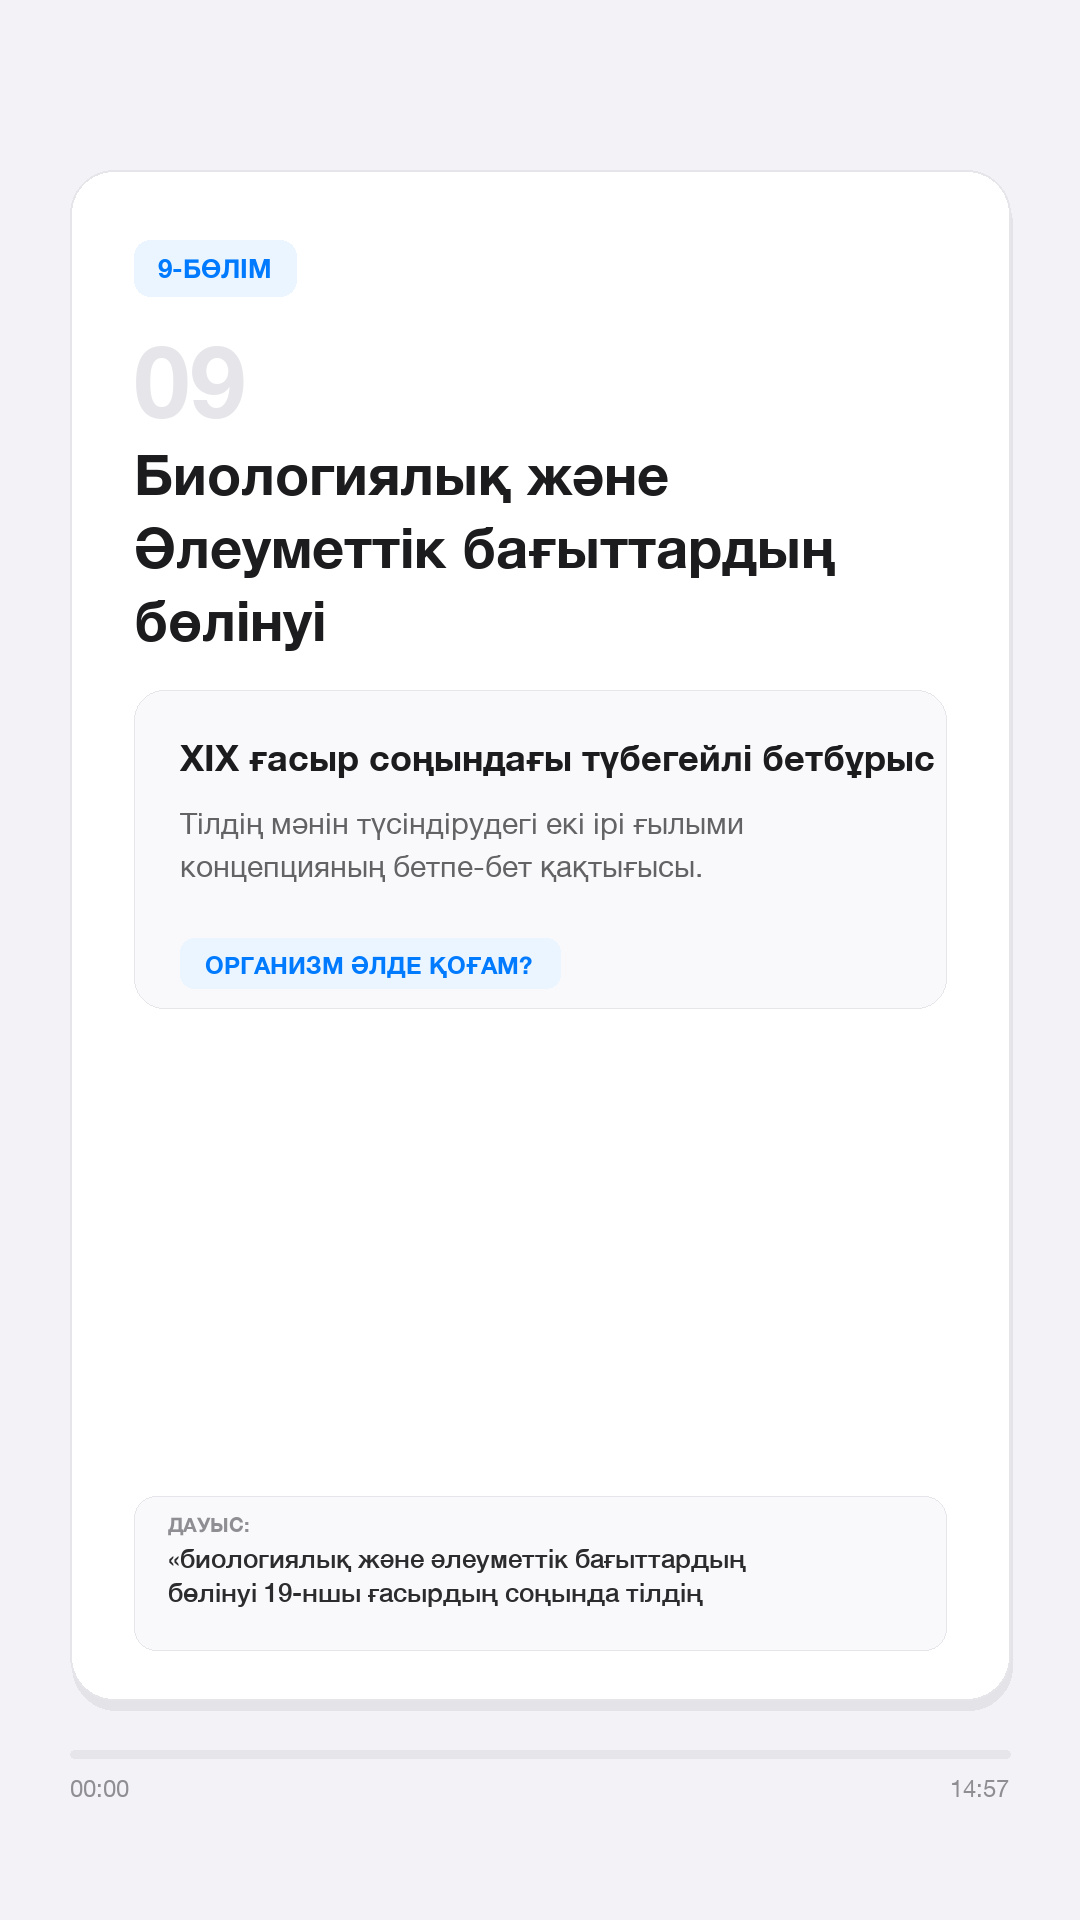 9-БӨЛІМ
09
Биологиялық және
Әлеуметтік бағыттардың
бөлінуі
XIX ғасыр соңындағы түбегейлі бетбұрыс
Тілдің мәнін түсіндірудегі екі ірі ғылыми
концепцияның бетпе-бет қақтығысы.
ОРГАНИЗМ ӘЛДЕ ҚОҒАМ?
ДАУЫС:
«биологиялық және әлеуметтік бағыттардың
бөлінуі 19-ншы ғасырдың соңында тілдің
00:00
14:57